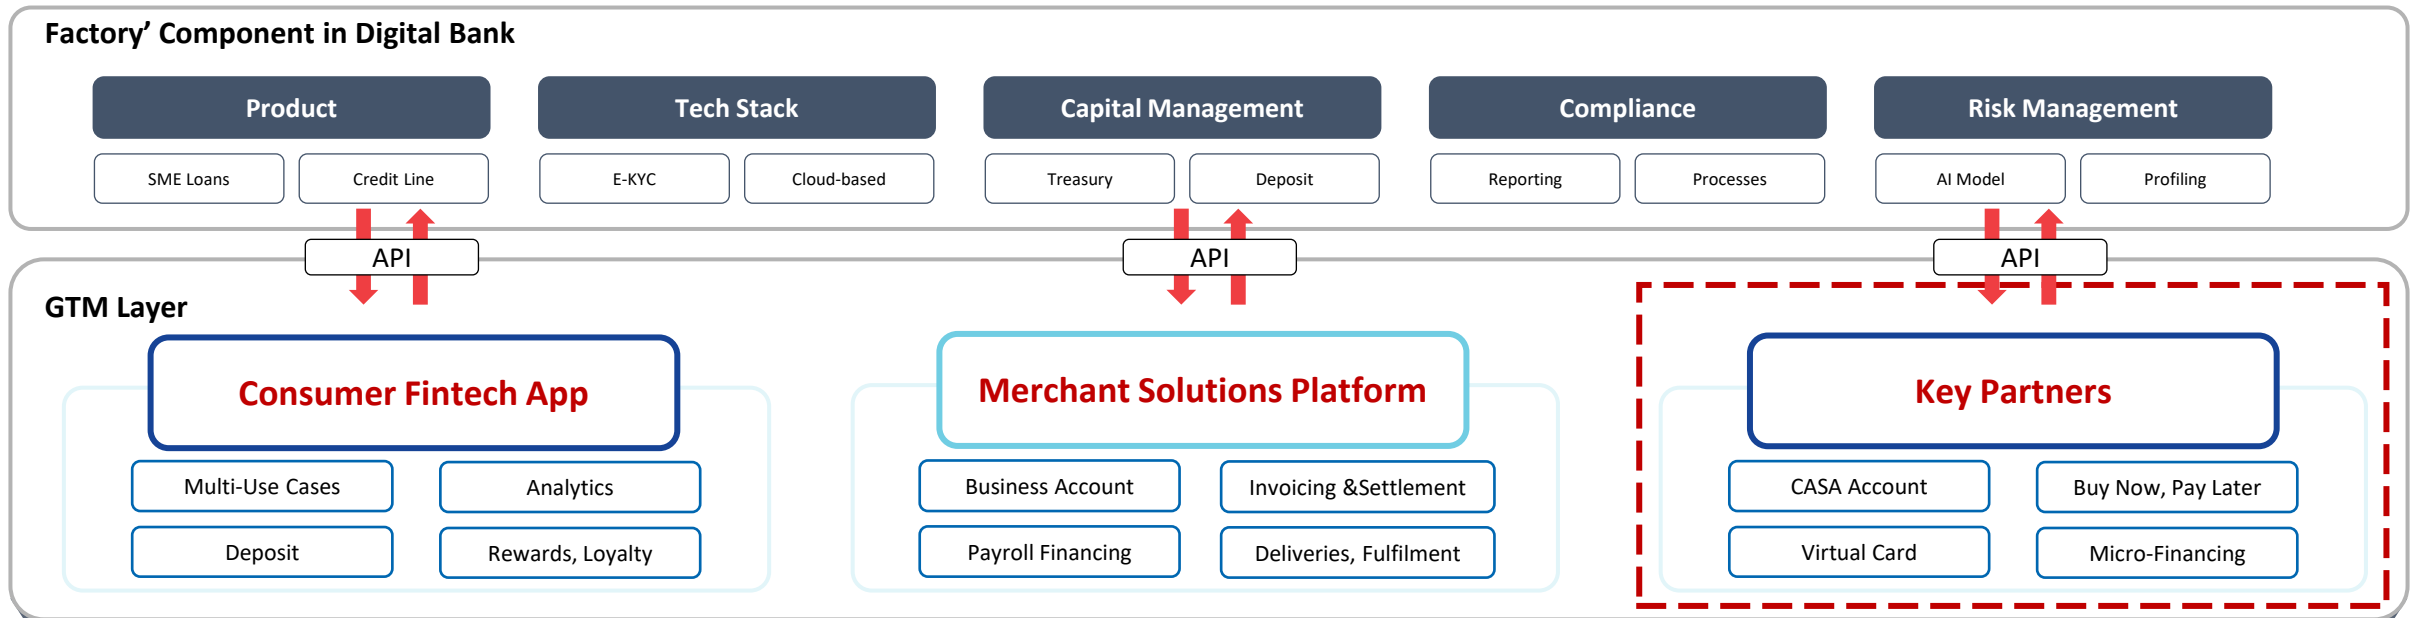 Factory’ Component in Digital Bank
Product
Tech Stack
Capital Management
Compliance
Risk Management
SME Loans
Credit Line
E-KYC
Cloud-based
Treasury
Deposit
Reporting
Processes
AI Model
Profiling
API
API
API
GTM Layer
Consumer Fintech App
Merchant Solutions Platform
Key Partners
Multi-Use Cases
Analytics
Business Account
Invoicing &Settlement
CASA Account
Buy Now, Pay Later
Deposit
Rewards, Loyalty
Payroll Financing
Deliveries, Fulfilment
Virtual Card
Micro-Financing